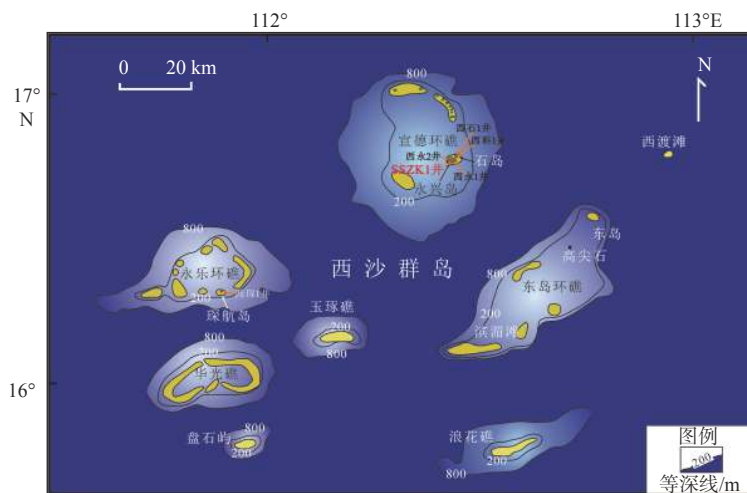 112°
113°E
0 20 km
N
17°
N
800
宣德环礁
西石1井
西科1井
西永2井
石岛
SSZK1井
西永1井
永兴岛
200
西渡滩
800
永乐环礁
200
琛航岛
西沙群岛
东岛
高尖石
800
东岛环礁
200
滨湄滩
玉琢礁
200
800
800
200
华光礁
16°
盘石屿
800
200
浪花礁
200
800
图例
200
等深线/m